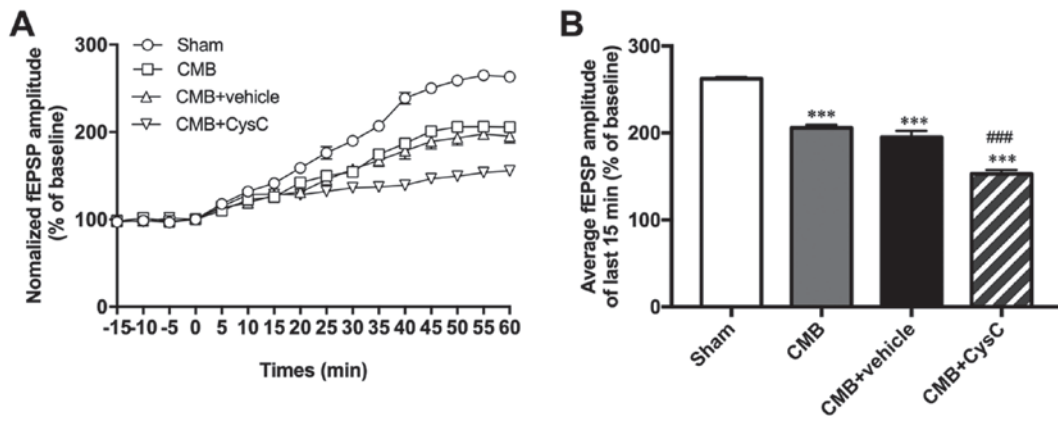 A
Nomalized fEPSP amplitude
(% of baseline)
300
200
100
0
Sham
CMB
CMB+vehicle
CMB+CysC
-15 -10 -5 0 5 10 15 20 25 30 35 40 45 50 55 60
Times (min)
B
Average fEPSP amplitude
of last 15 min (% of baseline)
300
200
100
0
***
***
###
***
Sham
CMB
CMB+vehicle
CMB+CysC